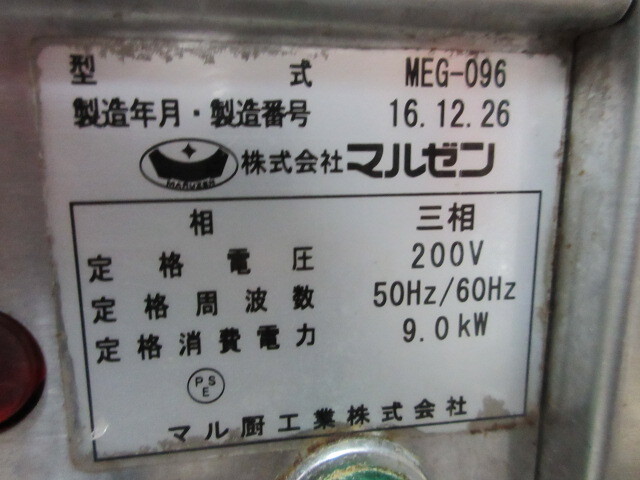 型式 MEG-096
製造年月・製造番号 16.12.26
MARUZEN 株式会社マルゼン
相 三相
定格電圧 200V
定格周波数 50Hz/60Hz
定格消費電力 9.0kW
PS
E
マル厨工業株式会社